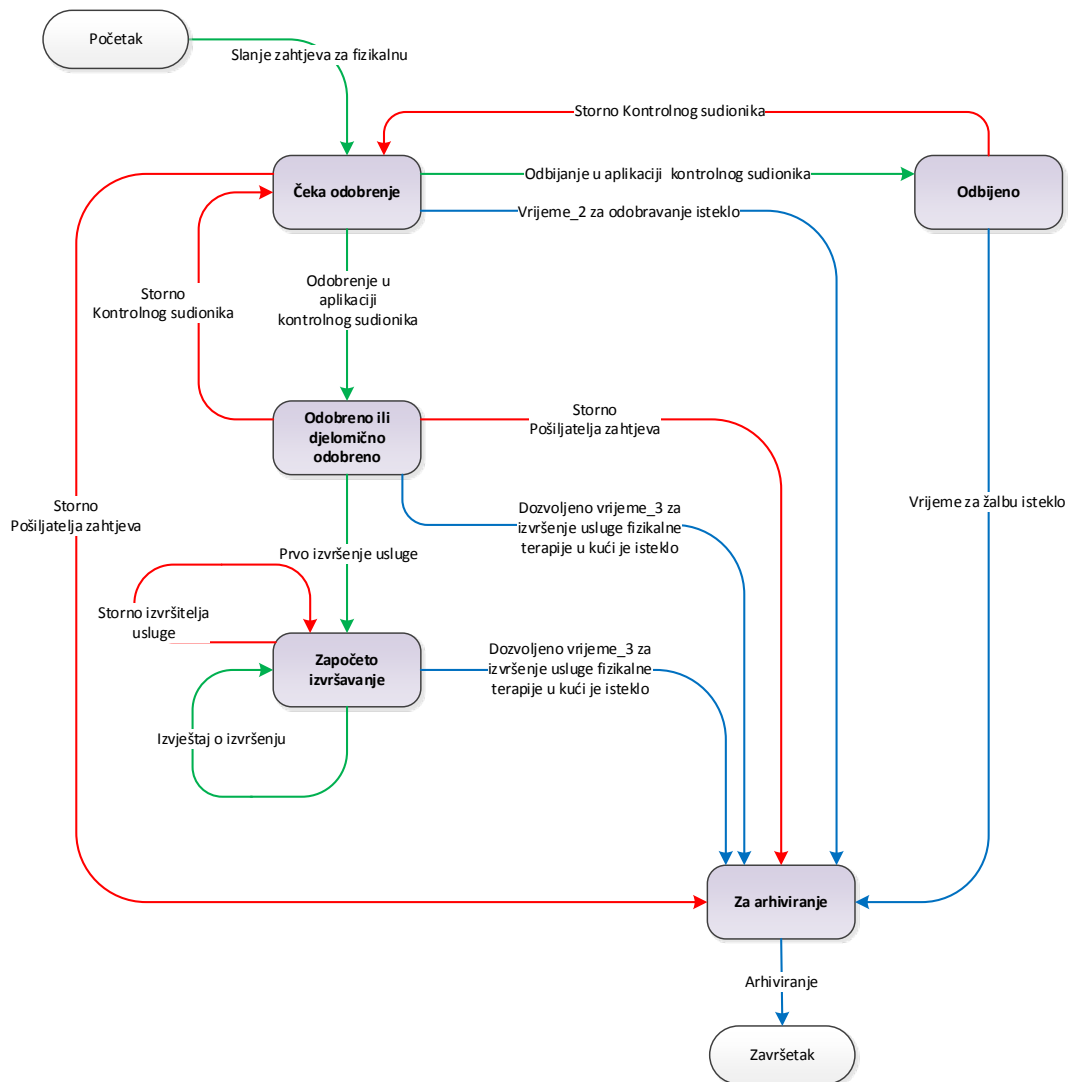 Početak
Slanje zahtjeva za fizikalnu
Storno Kontrolnog sudionika
Čeka odobrenje
Odbijanje u aplikaciji kontrolnog sudionika
Odbijeno
Vrijeme_2 za odobravanje isteklo
Storno
Kontrolnog sudionika
Odobrenje u
aplikaciji
kontrolnog sudionika
Odobreno ili
djelomično
odobreno
Storno
Pošiljatelja zahtjeva
Storno
Pošiljatelja zahtjeva
Dozvoljeno vrijeme_3 za
izvršenje usluge fizikalne
terapije u kući je isteklo
Vrijeme za žalbu isteklo
Prvo izvršenje usluge
Storno izvršitelja
usluge
Započeto
izvršavanje
Dozvoljeno vrijeme_3 za
izvršenje usluge fizikalne
terapije u kući je isteklo
Izvještaj o izvršenju
Za arhiviranje
Arhiviranje
Završetak